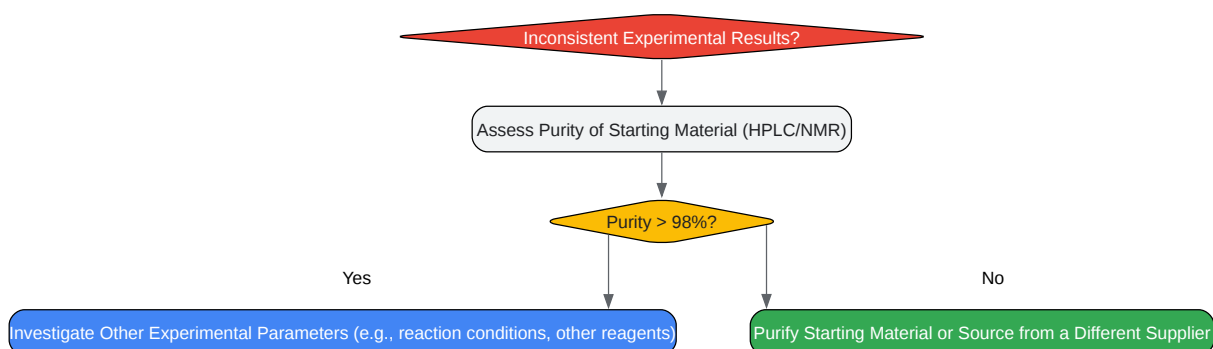 Inconsistent Experimental Results?
Assess Purity of Starting Material (HPLC/NMR)
Purity > 98%?
Yes
No
Investigate Other Experimental Parameters (e.g., reaction conditions, other reagents)
Purify Starting Material or Source from a Different Supplier